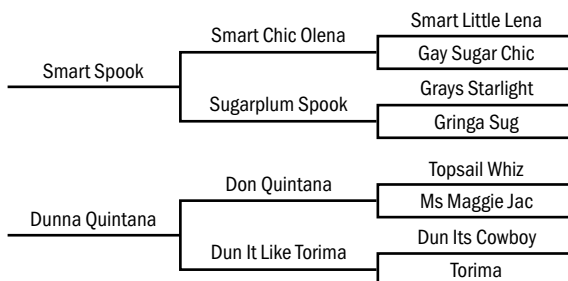 Smart Little Lena
Smart Chic Olena
Gay Sugar Chic
Smart Spook
Grays Starlight
Sugarplum Spook
Gringa Sug
Topsail Whiz
Don Quintana
Ms Maggie Jac
Dunna Quintana
Dun Its Cowboy
Dun It Like Torima
Torima